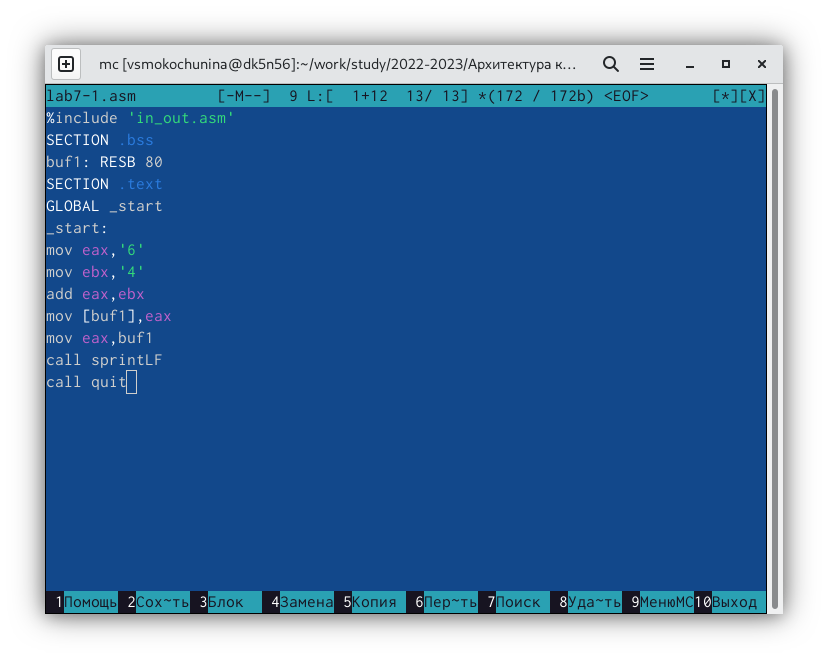 mc [vsmokochunina@dk5n56]:~/work/study/2022-2023/Архитектура к...
lab7-1.asm [-M--] 9 L:[ 1+12 13/ 13] *(172 / 172b) <EOF> [*][X]
%include 'in_out.asm'
SECTION .bss
buf1: RESB 80
SECTION .text
GLOBAL _start
_start:
mov eax,'6'
mov ebx,'4'
add eax,ebx
mov [buf1],eax
mov eax,buf1
call sprintLF
call quit
1Помощь 2Сох~ть 3Блок 4Замена 5Копия 6Пер~ть 7Поиск 8Уда~ть 9МенюМС10Выход